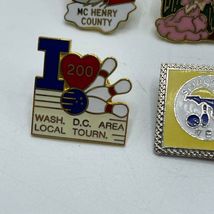 MC HENRY
COUNTY
I 200
WASH. D.C. AREA
LOCAL TOURN.